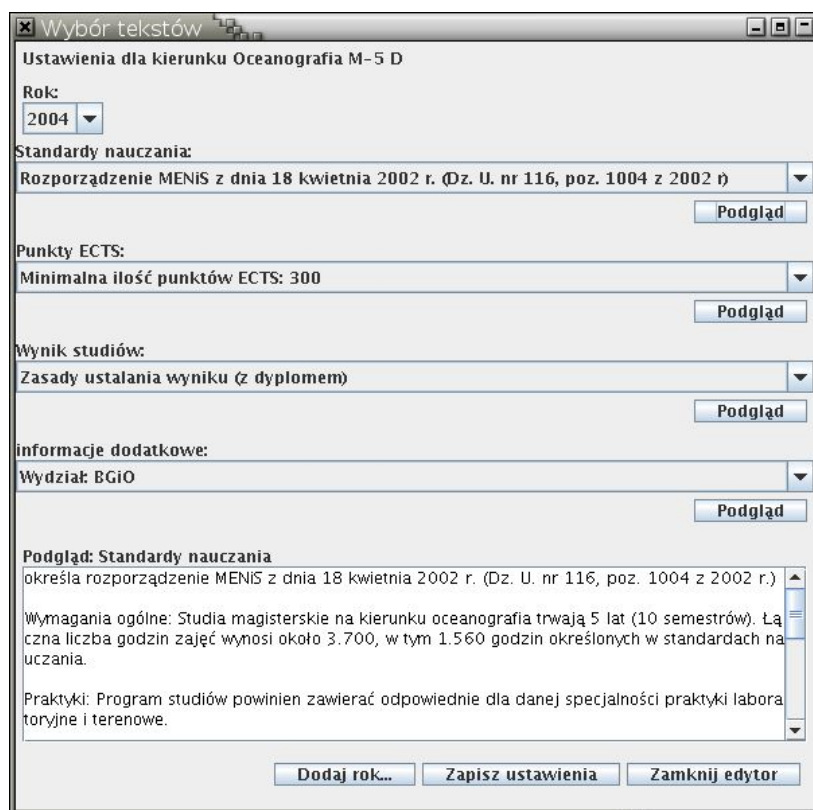 Wybór tekstów
Ustawienia dla kierunku Oceanografia M-5 D
Rok:
2004
Standardy nauczania:
Rozporządzenie MENiS z dnia 18 kwietnia 2002 r. (Dz. U. nr 116, poz. 1004 z 2002 r)
Podgląd
Punkty ECTS:
Minimalna ilość punktów ECTS: 300
Podgląd
Wynik studiów:
Zasady ustalania wyniku (z dyplomem)
Podgląd
informacje dodatkowe:
Wydział: BGiO
Podgląd
Podgląd: Standardy nauczania
określa rozporządzenie MENiS z dnia 18 kwietnia 2002 r. (Dz. U. nr 116, poz. 1004 z 2002 r.)
Wymagania ogólne: Studia magisterskie na kierunku oceanografia trwają 5 lat (10 semestrów). Łą
czna liczba godzin zajęć wynosi około 3.700, w tym 1.560 godzin określonych w standardach na
uczania.
Praktyki: Program studiów powinien zawierać odpowiednie dla danej specjalności praktyki labora
toryjne i terenowe.
Dodaj rok... Zapisz ustawienia Zamknij edytor